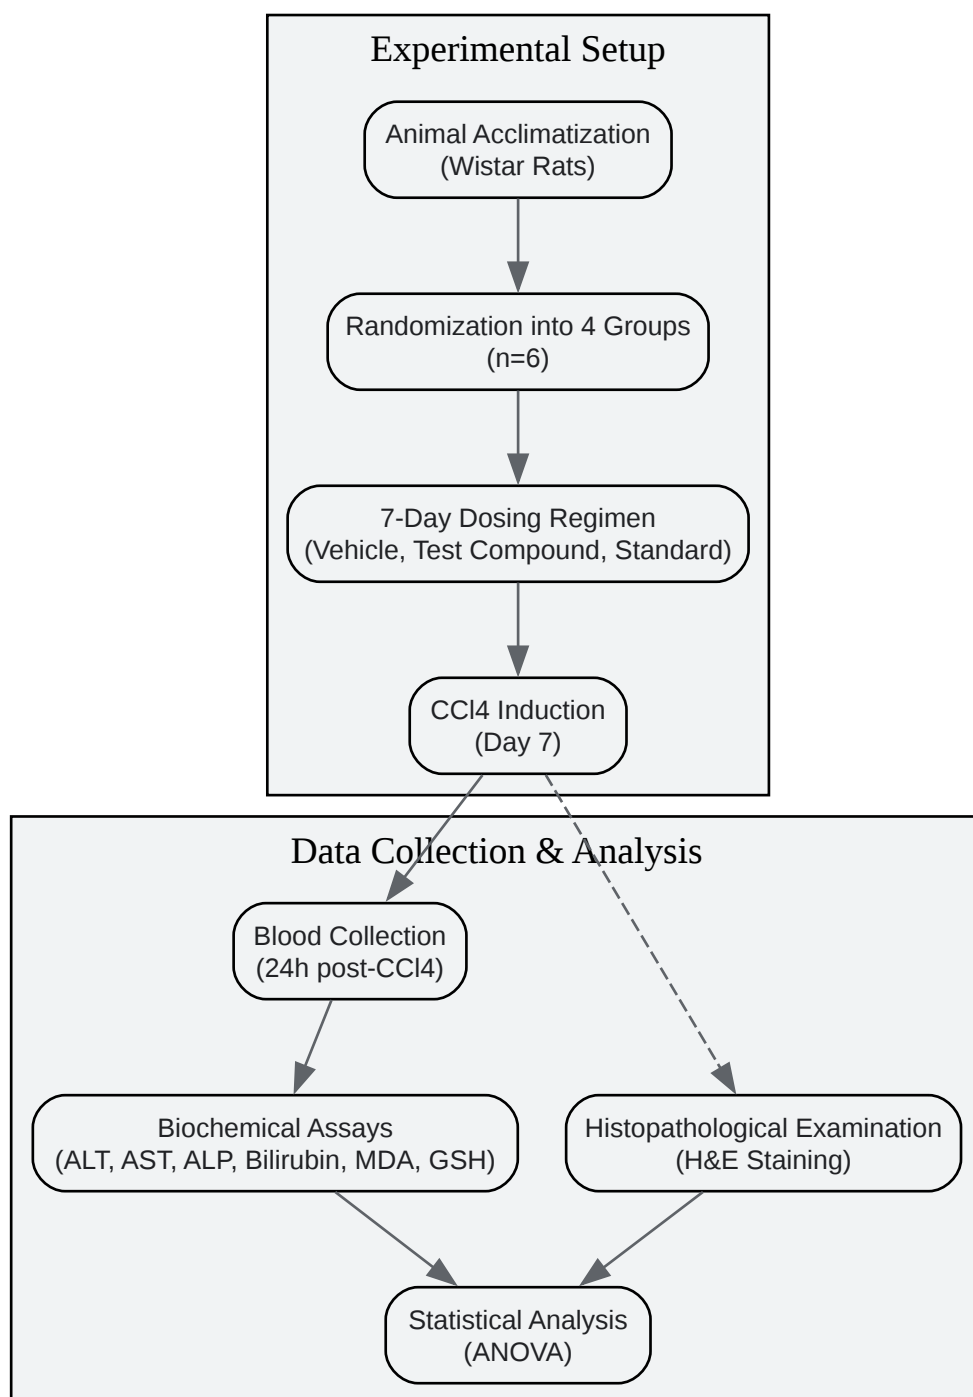 Experimental Setup
Animal Acclimatization
(Wistar Rats)
Randomization into 4 Groups
(n=6)
7-Day Dosing Regimen
(Vehicle, Test Compound, Standard)
CCl4 Induction
(Day 7)
Data Collection & Analysis
Blood Collection
(24h post-CCl4)
Biochemical Assays
(ALT, AST, ALP, Bilirubin, MDA, GSH)
Histopathological Examination
(H&E Staining)
Statistical Analysis
(ANOVA)